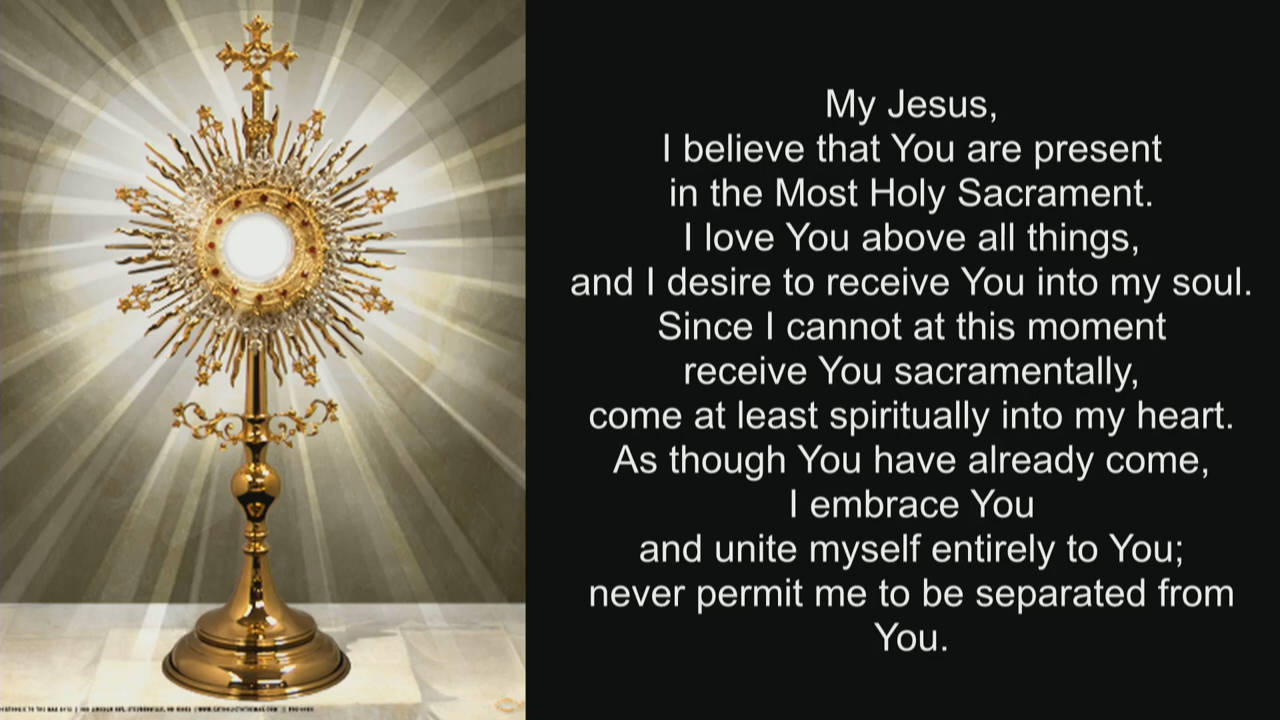 My Jesus,
I believe that You are present
in the Most Holy Sacrament.
I love You above all things,
and I desire to receive You into my soul.
Since I cannot at this moment
receive You sacramentally,
come at least spiritually into my heart.
As though You have already come,
I embrace You
and unite myself entirely to You;
never permit me to be separated from
You.